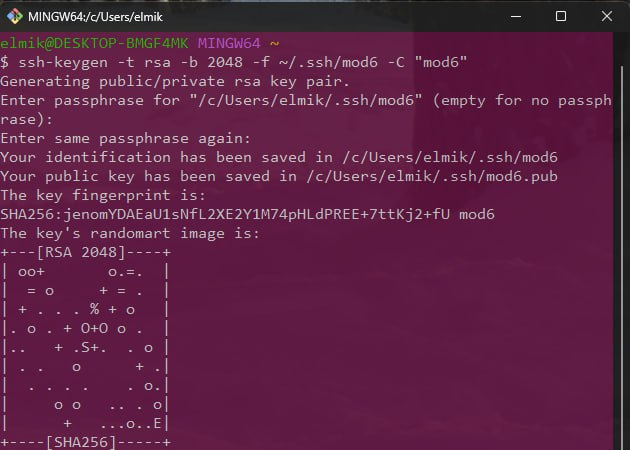 MINGW64:/c/Users/elmik
elmik@DESKTOP-BMGF4MK MINGW64 ~
$ ssh-keygen -t rsa -b 2048 -f ~/.ssh/mod6 -C "mod6"
Generating public/private rsa key pair.
Enter passphrase for "/c/Users/elmik/.ssh/mod6" (empty for no passph
rase):
Enter same passphrase again:
Your identification has been saved in /c/Users/elmik/.ssh/mod6
Your public key has been saved in /c/Users/elmik/.ssh/mod6.pub
The key fingerprint is:
SHA256:jenomYDAEaU1sNfL2XE2Y1M74pHLdPREE+7ttKj2+fU mod6
The key's randomart image is:
+---[RSA 2048]----+
| oo+       o.=.  |
|  = o     + = .  |
| + . . . % + o   |
|. o . + O+O o .  |
|..   + .S+.  . o |
| . .   o      + .|
|  . . . .    . o.|
|     o o   .. . o|
|      +   ...o..E|
+----[SHA256]-----+